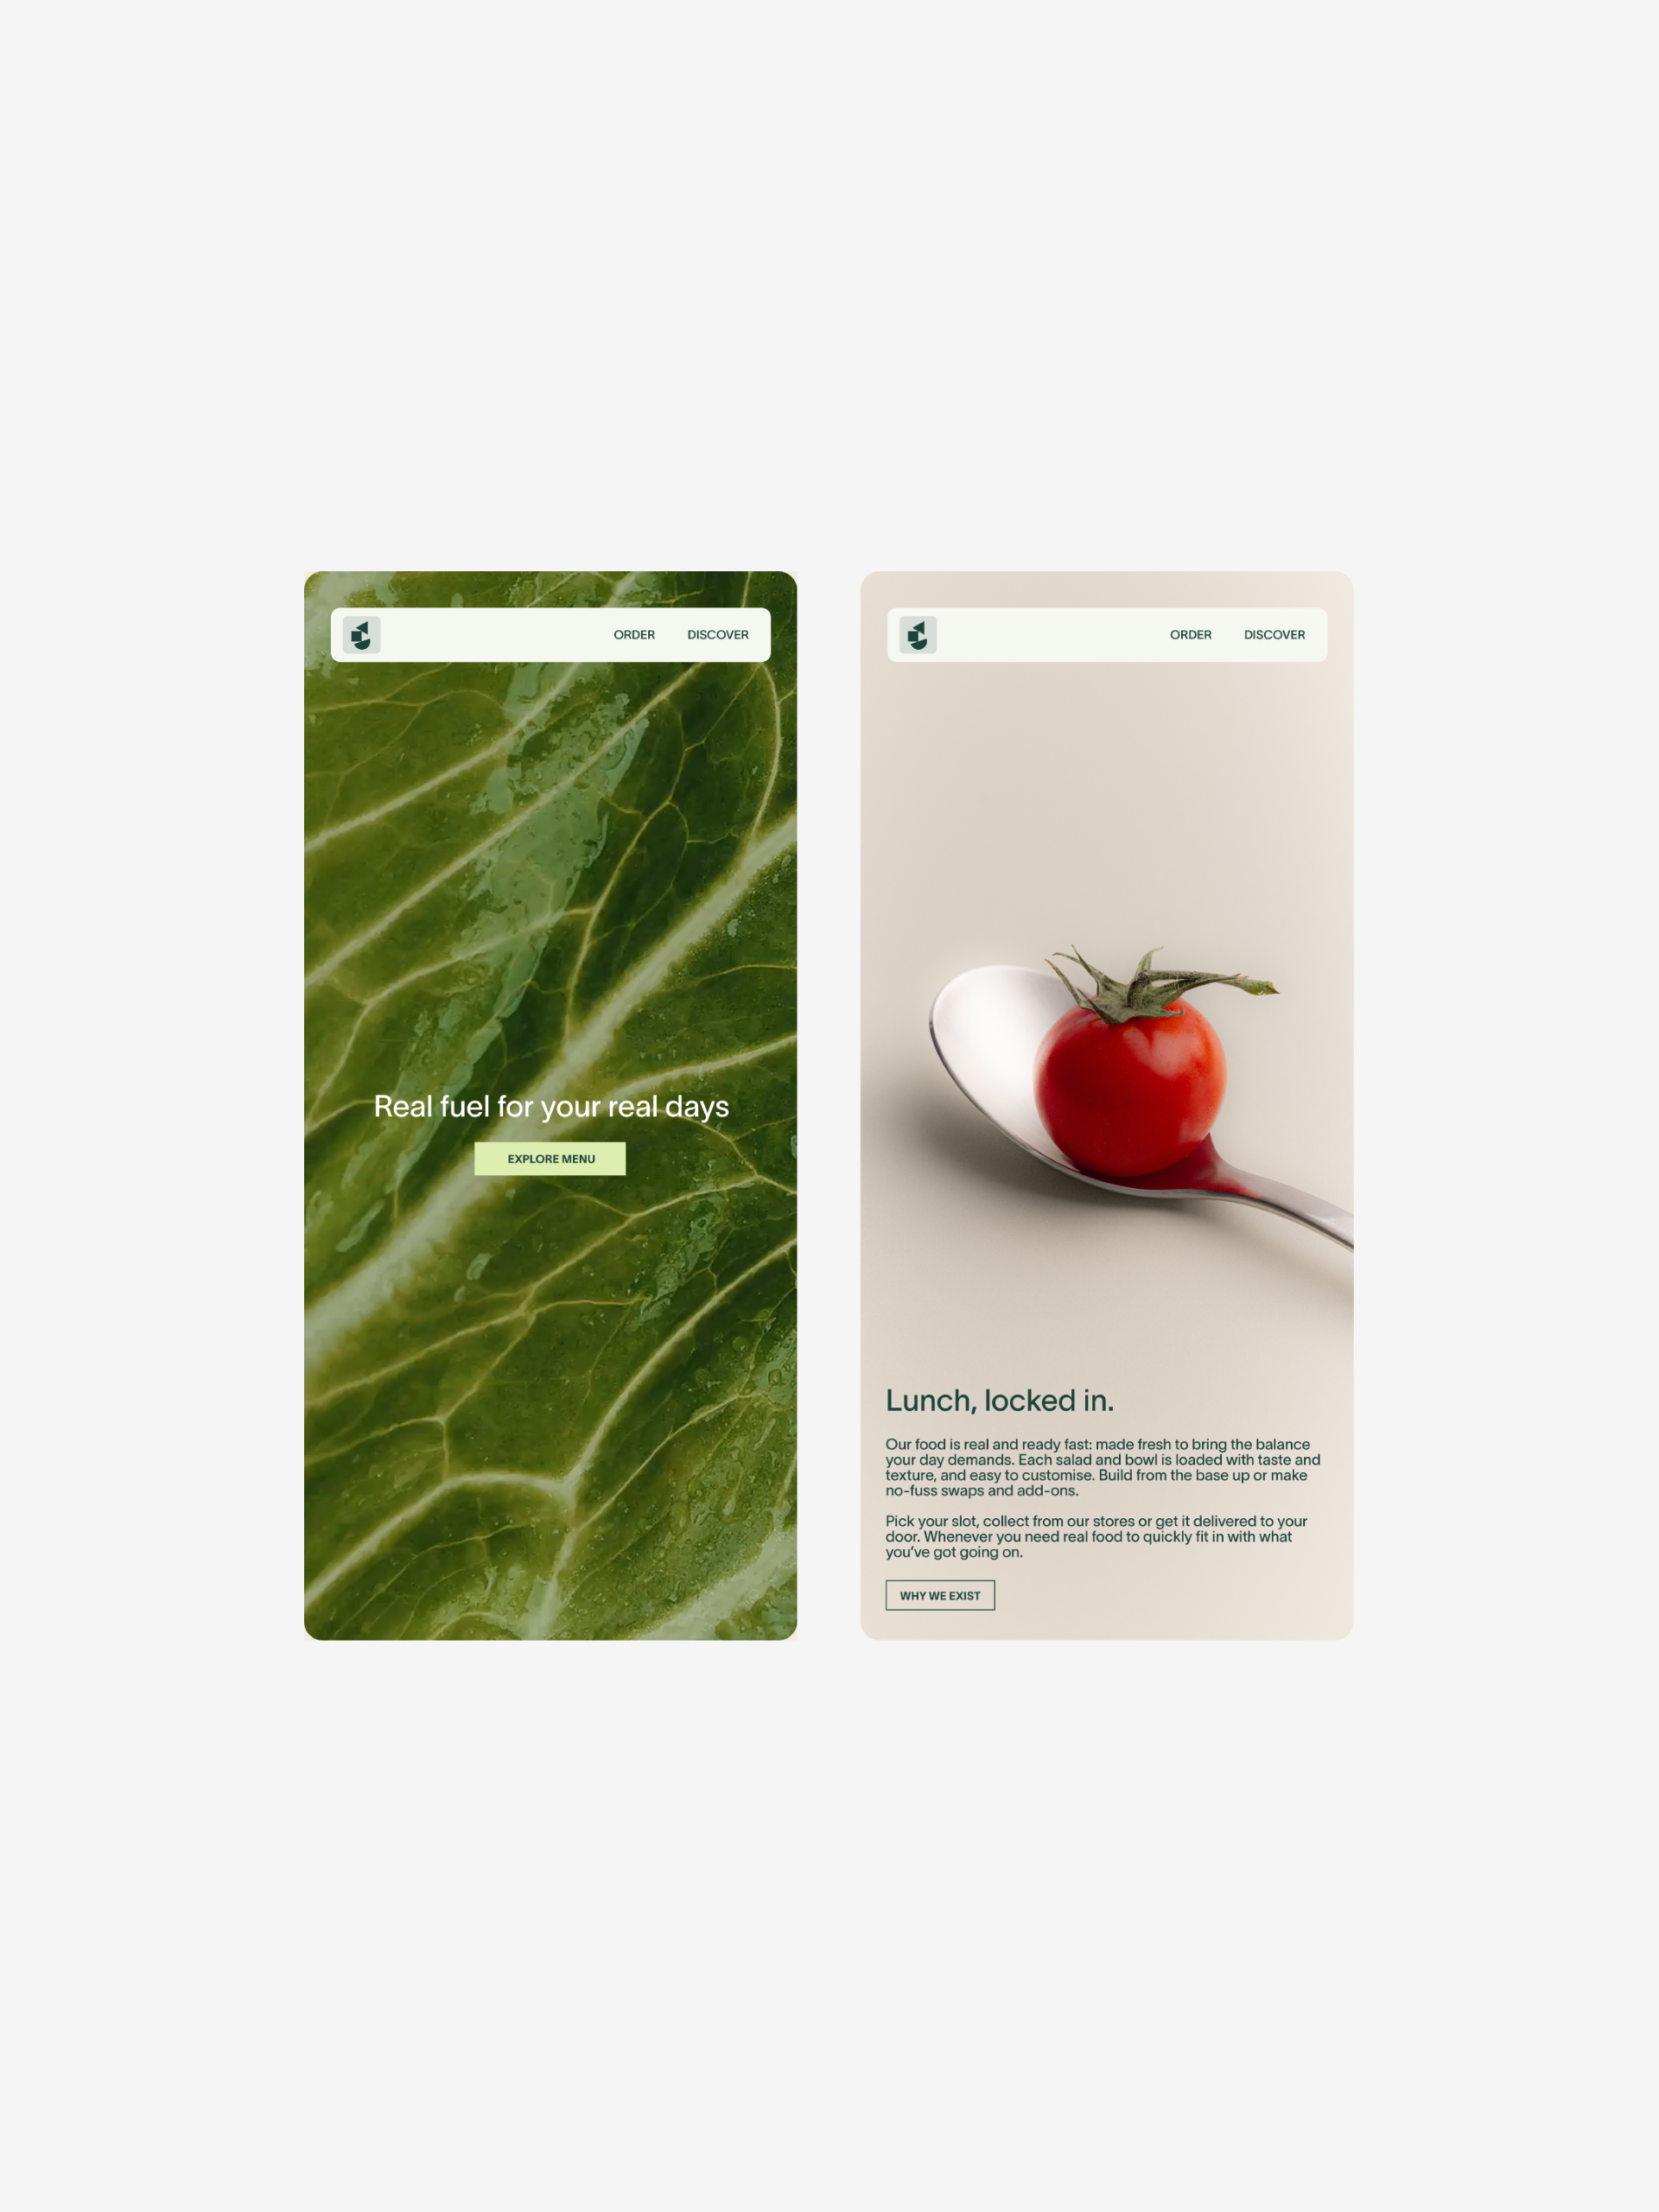 ORDER DISCOVER
Real fuel for your real days
EXPLORE MENU
ORDER DISCOVER
Lunch, locked in.
Our food is real and ready fast: made fresh to bring the balance
your day demands. Each salad and bowl is loaded with taste and
texture, and easy to customise. Build from the base up or make
no-fuss swaps and add-ons.
Pick your slot, collect from our stores or get it delivered to your
door. Whenever you need real food to quickly fit in with what
you’ve got going on.
WHY WE EXIST